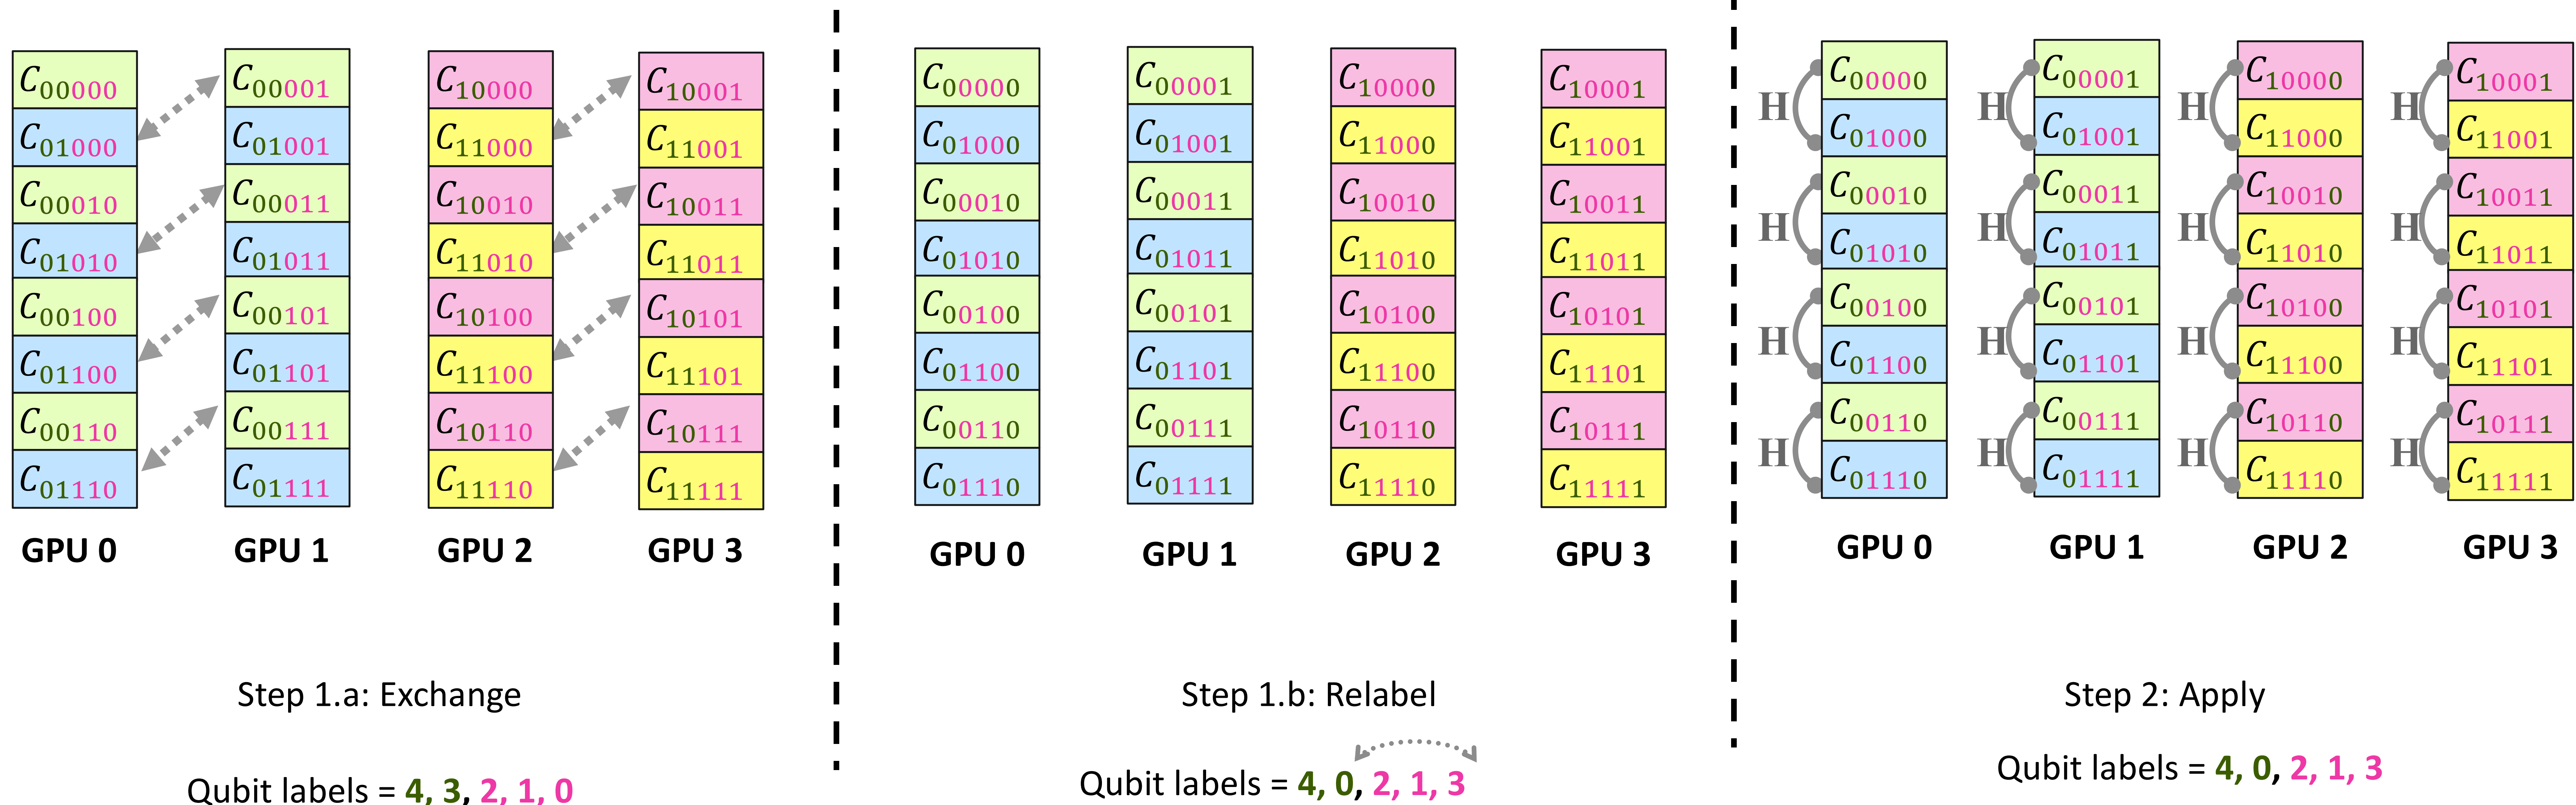 C00000 C00001 C10000 C10001
C01000 C01001 C11000 C11001
C00010 C00011 C10010 C10011
C01010 C01011 C11010 C11011
C00100 C00101 C10100 C10101
C01100 C01101 C11100 C11101
C00110 C00111 C10110 C10111
C01110 C01111 C11110 C11111
GPU 0 GPU 1 GPU 2 GPU 3
Step 1.a: Exchange
Qubit labels = 4, 3, 2, 1, 0
C00000 C00001 C10000 C10001
C01000 C01001 C11000 C11001
C00010 C00011 C10010 C10011
C01010 C01011 C11010 C11011
C00100 C00101 C10100 C10101
C01100 C01101 C11100 C11101
C00110 C00111 C10110 C10111
C01110 C01111 C11110 C11111
GPU 0 GPU 1 GPU 2 GPU 3
Step 1.b: Relabel
Qubit labels = 4, 0, 2, 1, 3
C00000 C00001 C10000 C10001
H H H H
C01000 C01001 C11000 C11001
C00010 C00011 C10010 C10011
H H H H
C01010 C01011 C11010 C11011
C00100 C00101 C10100 C10101
H H H H
C01100 C01101 C11100 C11101
C00110 C00111 C10110 C10111
H H H H
C01110 C01111 C11110 C11111
GPU 0 GPU 1 GPU 2 GPU 3
Step 2: Apply
Qubit labels = 4, 0, 2, 1, 3